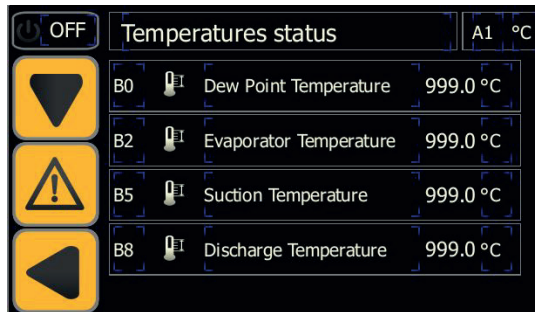 OFF Temperatures status A1 °C
B0 Dew Point Temperature 999.0 °C
B2 Evaporator Temperature 999.0 °C
B5 Suction Temperature 999.0 °C
B8 Discharge Temperature 999.0 °C